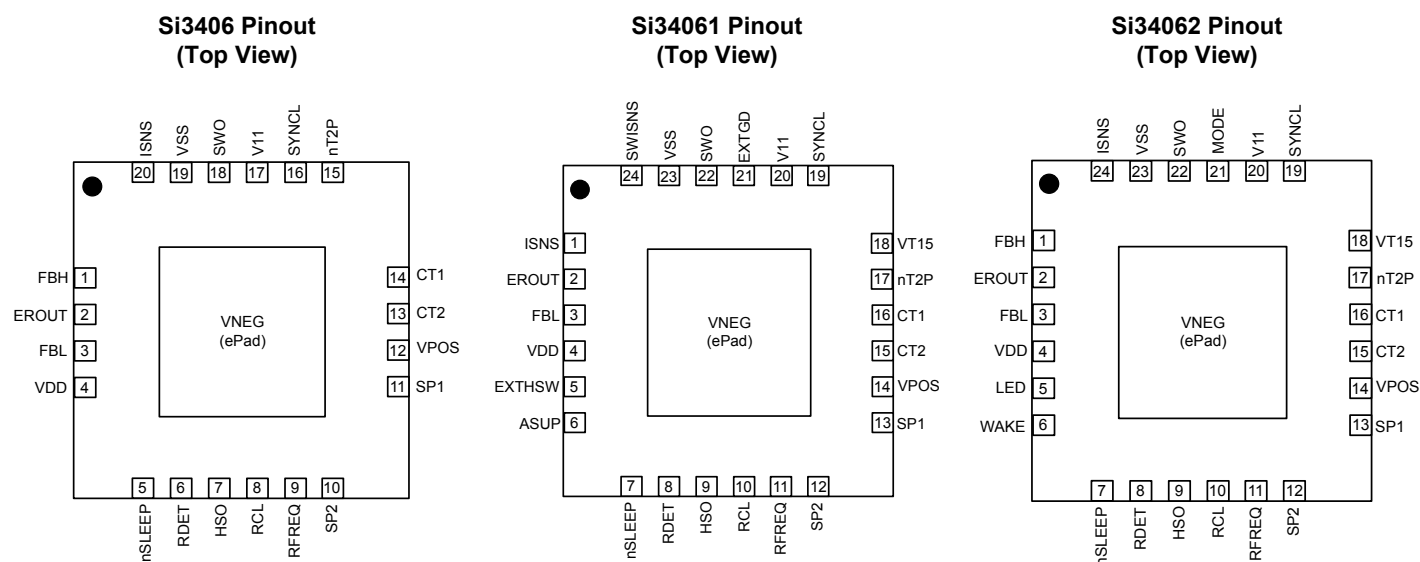 Si3406 Pinout
(Top View)
ISNS
VSS
SWO
V11
SYNCL
nT2P
20
19
18
17
16
15
FBH 1
EROUT 2
FBL 3
VDD 4
VNEG
(ePad)
14 CT1
13 CT2
12 VPOS
11 SP1
5
6
7
8
9
10
nSLEEP
RDET
HSO
RCL
RFREQ
SP2
Si34061 Pinout
(Top View)
SWISNS
VSS
SWO
EXTGD
V11
SYNCL
24
23
22
21
20
19
ISNS 1
EROUT 2
FBL 3
VDD 4
EXTHSW 5
ASUP 6
VNEG
(ePad)
18 VT15
17 nT2P
16 CT1
15 CT2
14 VPOS
13 SP1
7
8
9
10
11
12
nSLEEP
RDET
HSO
RCL
RFREQ
SP2
Si34062 Pinout
(Top View)
ISNS
VSS
SWO
MODE
V11
SYNCL
24
23
22
21
20
19
FBH 1
EROUT 2
FBL 3
VDD 4
LED 5
WAKE 6
VNEG
(ePad)
18 VT15
17 nT2P
16 CT1
15 CT2
14 VPOS
13 SP1
7
8
9
10
11
12
nSLEEP
RDET
HSO
RCL
RFREQ
SP2